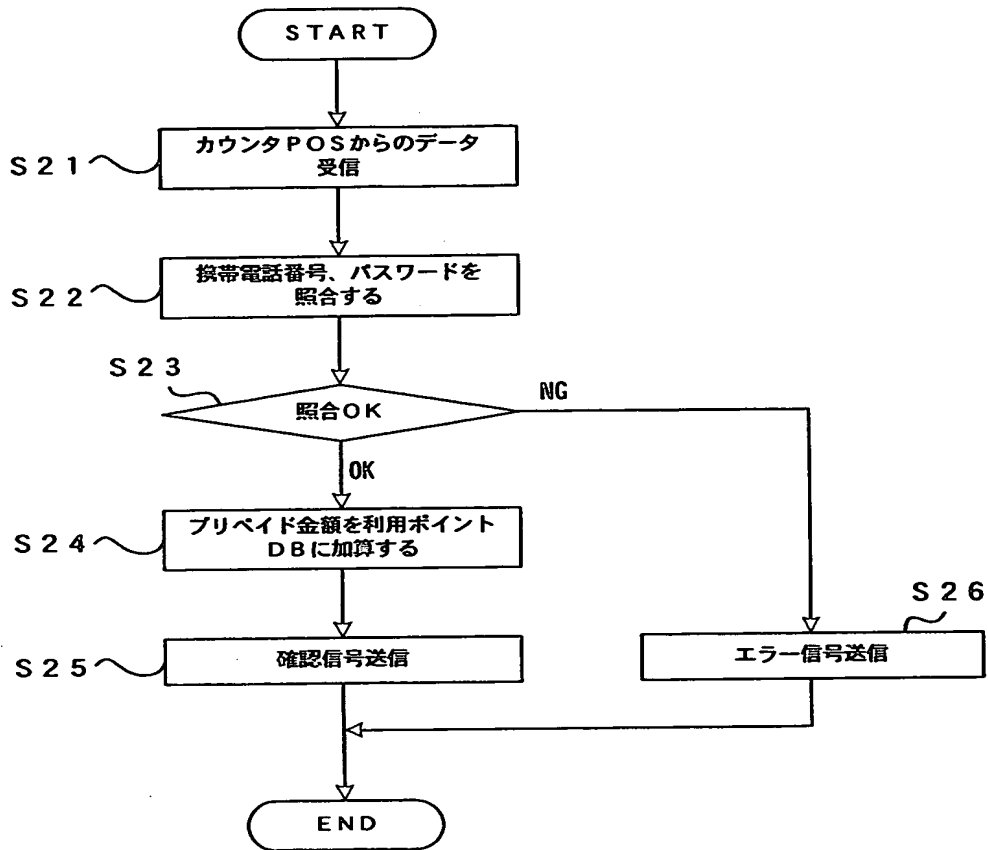 START
S21
カウンタPOSからのデータ
受信
S22
携帯電話番号、パスワードを
照合する
S23
照合OK
NG
OK
S24
プリペイド金額を利用ポイント
DBに加算する
S25
確認信号送信
S26
エラー信号送信
END